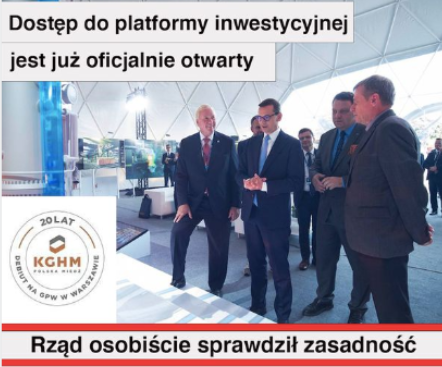 Dostęp do platformy inwestycyjnej
jest już oficjalnie otwarty
20 LAT
KGHM
POLSKA MIEDŹ
DEBIUT NA GPW W WARSZAWIE
Rząd osobiście sprawdził zasadność